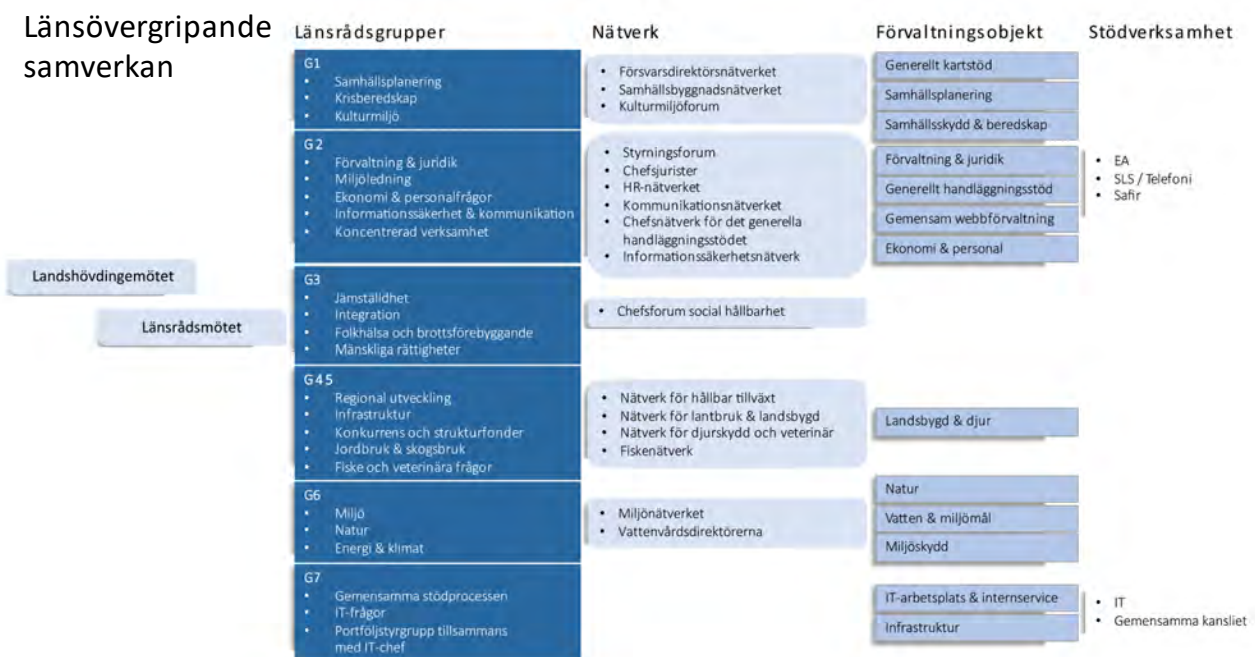 Länsövergripande
samverkan
Länsrådsgrupper
Nätverk
Förvaltningsobjekt
Stödverksamhet
Landshövdingemötet
Länsrådsmötet
G1
• Samhällsplanering
• Krisberedskap
• Kulturmiljö
• Försvarsdirektörsnätverket
• Samhällsbyggnadsnätverket
• Kulturmiljöforum
Generellt kartstöd
Samhällsplanering
Samhällsskydd & beredskap
G2
• Förvaltning & juridik
• Miljöledning
• Ekonomi & personalfrågor
• Informationssäkerhet & kommunikation
• Koncentrerad verksamhet
• Styrningsforum
• Chefsjurister
• HR-nätverket
• Kommunikationsnätverket
• Chefsnätverk för det generella
handläggningsstödet
• Informationssäkerhetsnätverk
Förvaltning & juridik
Generellt handläggningsstöd
Gemensam webbförvaltning
Ekonomi & personal
• EA
• SLS / Telefoni
• Safir
G3
• Jämställdhet
• Integration
• Folkhälsa och brottsförebyggande
• Mänskliga rättigheter
• Chefsforum social hållbarhet
G45
• Regional utveckling
• Infrastruktur
• Konkurrens och strukturfonder
• Jordbruk & skogsbruk
• Fiske och veterinära frågor
• Nätverk för hållbar tillväxt
• Nätverk för lantbruk & landsbygd
• Nätverk för djurskydd och veterinär
• Fiskenätverk
Landsbygd & djur
G6
• Miljö
• Natur
• Energi & klimat
• Miljönätverket
• Vattenvårdsdirektörerna
Natur
Vatten & miljömål
Miljöskydd
G7
• Gemensamma stödprocessen
• IT-frågor
• Portföljstyrgrupp tillsammans
med IT-chef
IT-arbetsplats & internservice
Infrastruktur
• IT
• Gemensamma kansliet